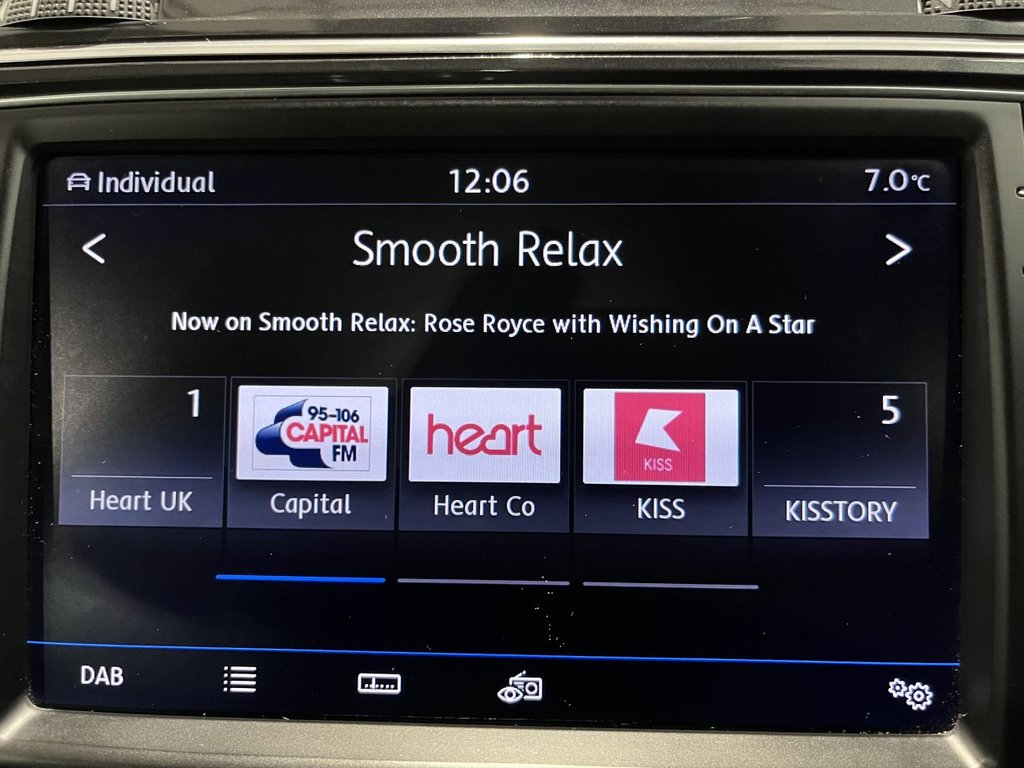 Individual 12:06 7.0°C
< Smooth Relax >
Now on Smooth Relax: Rose Royce with Wishing On A Star
1 5
95-106
CAPITAL
FM
heart
KISS
Heart UK Capital Heart Co KISS KISSTORY
DAB